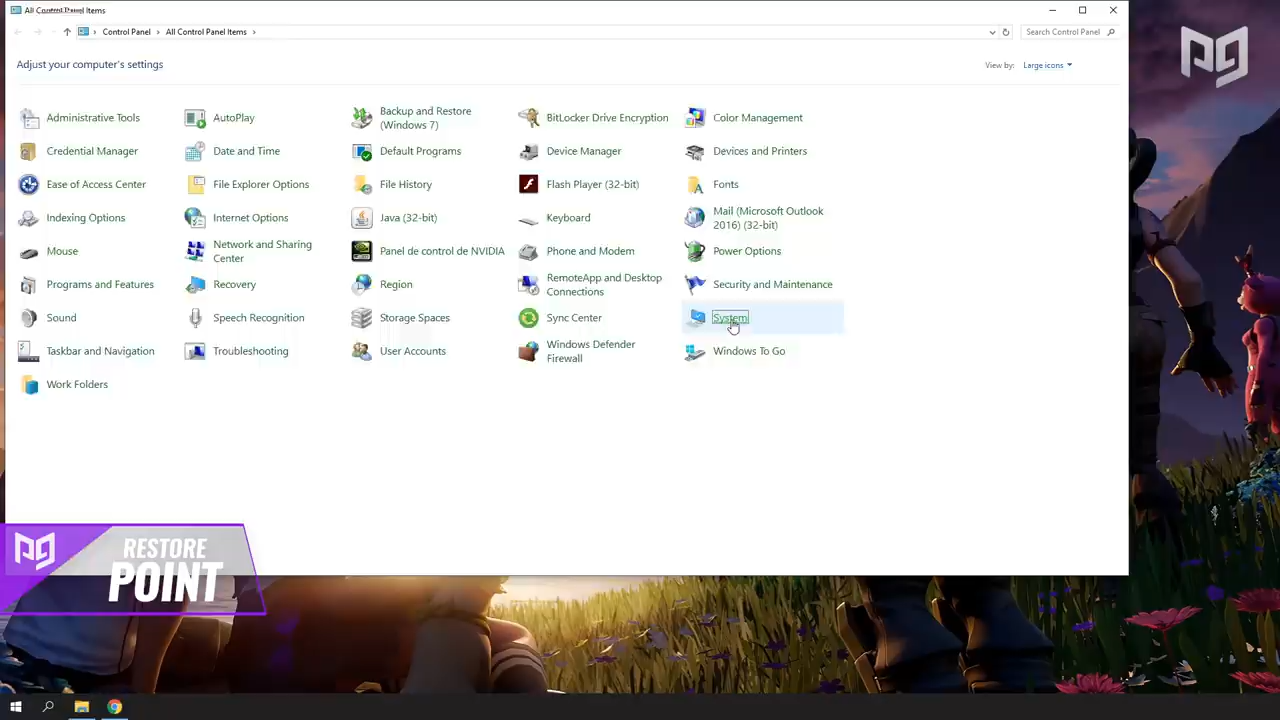 All Control Panel Items
Control Panel > All Control Panel Items >
Search Control Panel
Adjust your computer's settings
View by: Large icons
Administrative Tools
AutoPlay
Backup and Restore
(Windows 7)
BitLocker Drive Encryption
Color Management
Credential Manager
Date and Time
Default Programs
Device Manager
Devices and Printers
Ease of Access Center
File Explorer Options
File History
Flash Player (32-bit)
Fonts
Indexing Options
Internet Options
Java (32-bit)
Keyboard
Mail (Microsoft Outlook
2016) (32-bit)
Mouse
Network and Sharing
Center
Panel de control de NVIDIA
Phone and Modem
Power Options
Programs and Features
Recovery
Region
RemoteApp and Desktop
Connections
Security and Maintenance
Sound
Speech Recognition
Storage Spaces
Sync Center
System
Taskbar and Navigation
Troubleshooting
User Accounts
Windows Defender
Firewall
Windows To Go
Work Folders
PG
PG
RESTORE
POINT